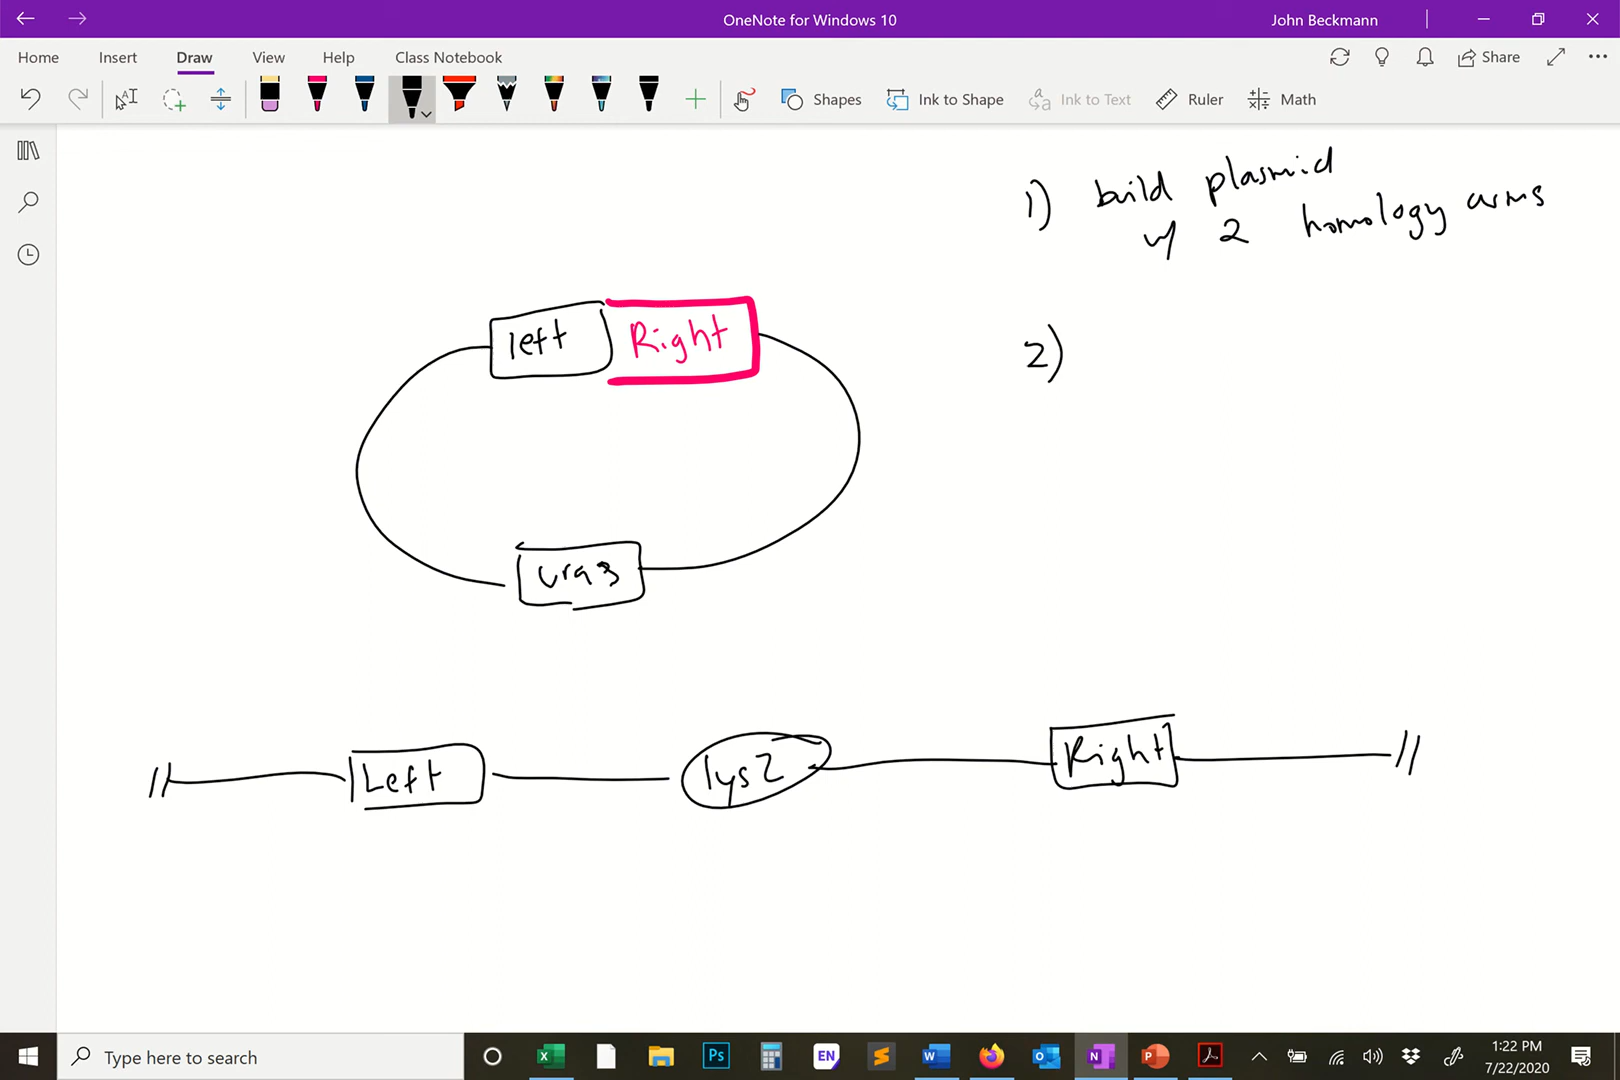 OneNote for Windows 10
John Beckmann
Home Insert Draw View Help Class Notebook
Share
Shapes
Ink to Shape
Ink to Text
Ruler
Math
1) build plasmid
w/ 2 homology arms
left Right
2)
ura3
Left lys2 Right
Type here to search
X
Ps
EN
W
N
P
1:22 PM
7/22/2020